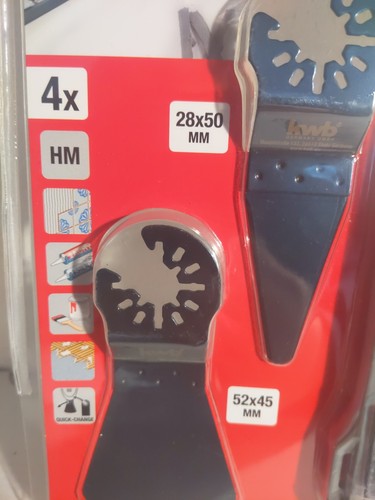 4x
HM
28x50
MM
kwb
52x45
MM
QUICK-CHANGE